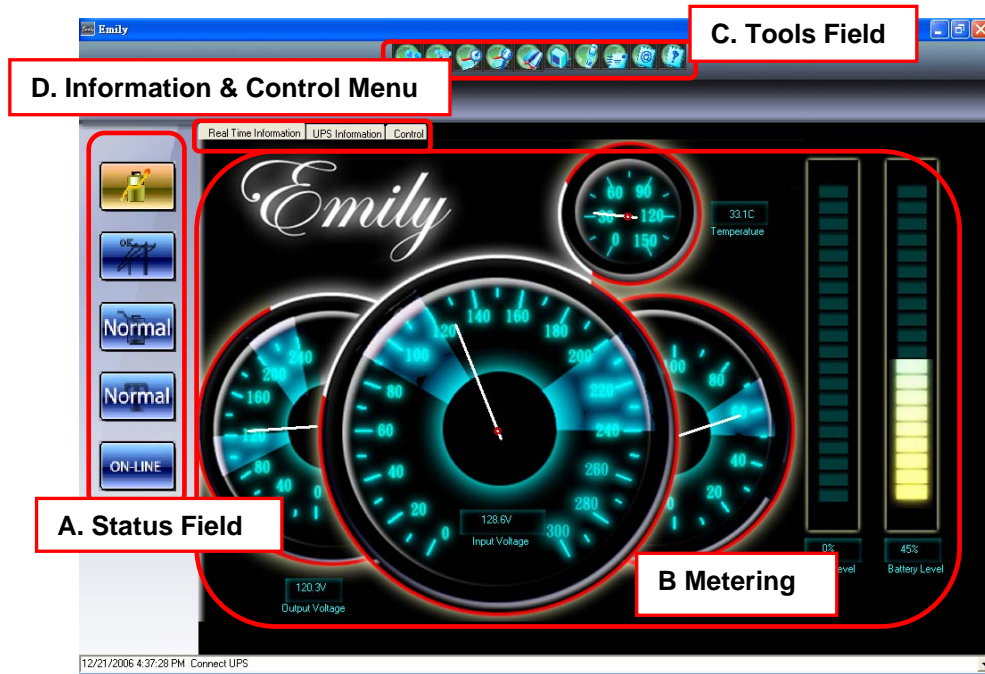 Emily
C. Tools Field
D. Information & Control Menu
Real Time Information UPS Information Control
Emily
60 90
30 120
0 150
33.1C
Temperature
OK
Normal
Normal
ON-LINE
0 40 80 120 160 200 240
0 20 40 60 80 100 120 140 160 180 200 220 240 260 280 300
20 40 80 100
128.6V
Input Voltage
120.3V
Output Voltage
0%
evel
45%
Battery Level
A. Status Field
B Metering
12/21/2006 4:37:28 PM Connect UPS